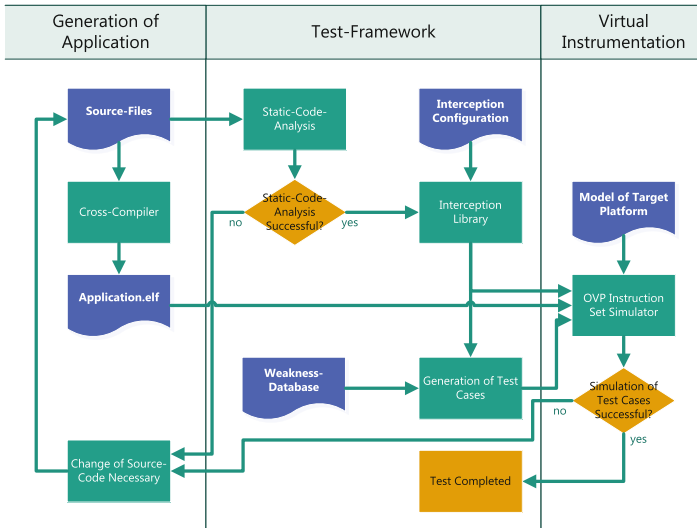 Generation of
Application
Test-Framework
Virtual
Instrumentation
Source-Files
Static-Code-
Analysis
Interception
Configuration
Cross-Compiler
Static-Code-
Analysis
Successful?
no
yes
Interception
Library
Model of Target
Platform
Application.elf
OVP Instruction
Set Simulator
Weakness-
Database
Generation of Test
Cases
Simulation of
Test Cases
Successful?
no
yes
Change of Source-
Code Necessary
Test Completed